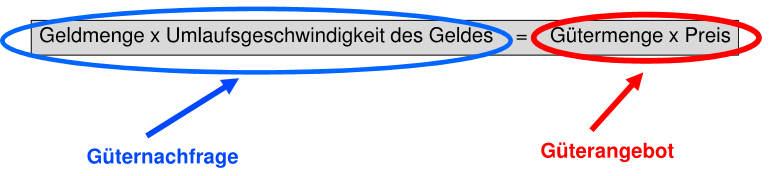 Geldmenge x Umlaufsgeschwindigkeit des Geldes = Gütermenge x Preis
Güternachfrage
Güterangebot